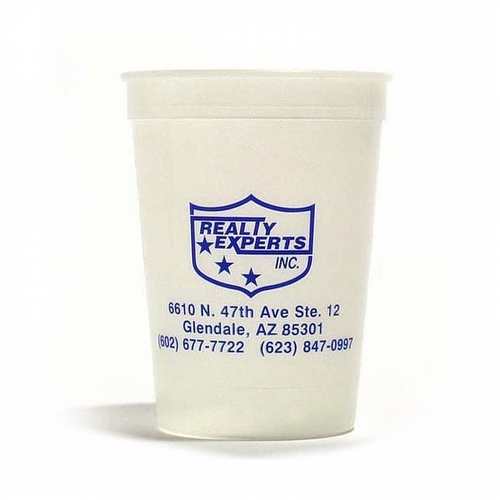 REALTY
EXPERTS
INC.
6610 N. 47th Ave Ste. 12
Glendale, AZ 85301
(602) 677-7722 (623) 847-0997